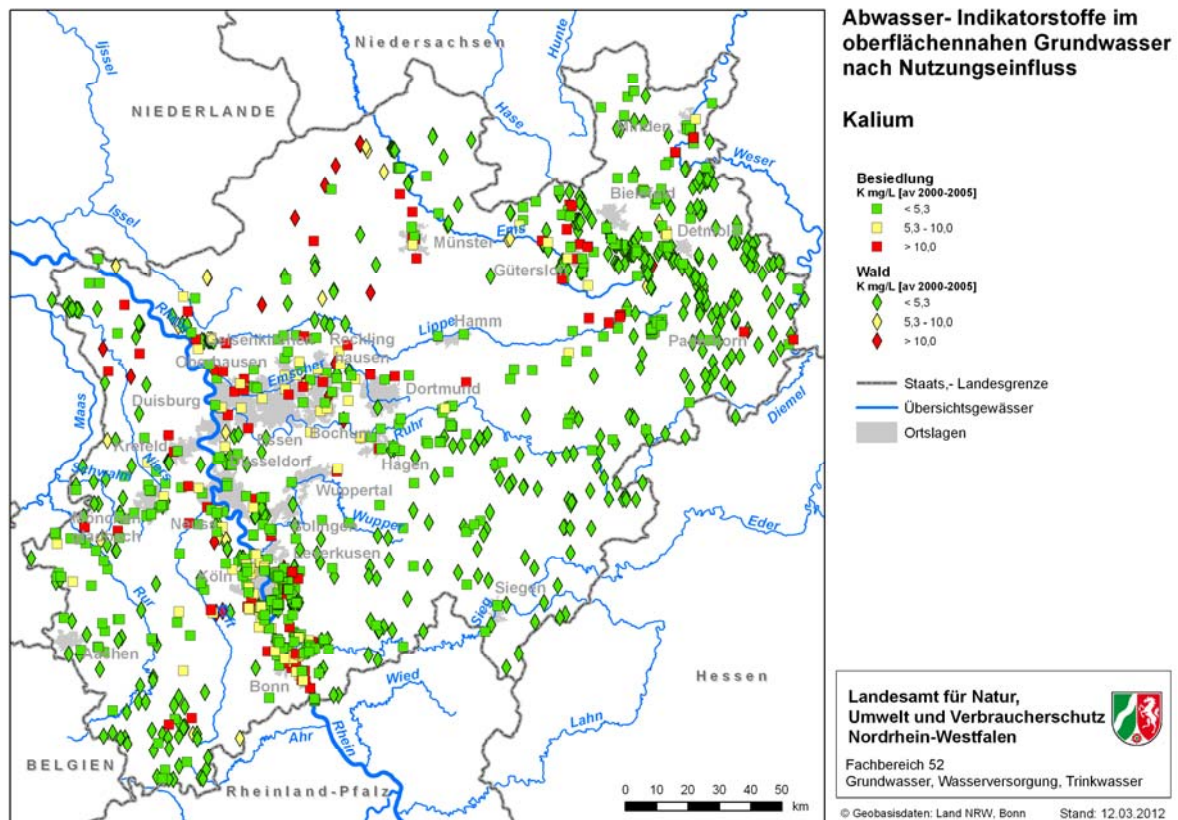 Abwasser- Indikatorstoffe im
oberflächennahen Grundwasser
nach Nutzungseinfluss
Kalium
Besiedlung
K mg/L [av 2000-2005]
< 5,3
5,3 - 10,0
> 10,0
Wald
K mg/L [av 2000-2005]
< 5,3
5,3 - 10,0
> 10,0
Staats,- Landesgrenze
Übersichtsgewässer
Ortslagen
Landesamt für Natur,
Umwelt und Verbraucherschutz
Nordrhein-Westfalen
Fachbereich 52
Grundwasser, Wasserversorgung, Trinkwasser
© Geobasisdaten: Land NRW, Bonn Stand: 12.03.2012
Ijssel
Niedersachsen
Hunte
NIEDERLANDE
Hase
Minden
Weser
Issel
Bielefeld
Ems
Münster
Detmold
Gütersloh
Rhein
Lippe
Hamm
Gelsenkirchen
Reckling
hausen
Oberhausen
Paderborn
Emscher
Dortmund
Duisburg
Maas
Diemel
Essen
Bochum
Ruhr
Krefeld
Hagen
Düsseldorf
Niers
Schwalm
Wuppertal
Neuss
Solingen
Wupper
Eder
Leverkusen
Köln
Rur
Siegen
Sieg
Aachen
Bonn
Wied
Hessen
Lahn
Ahr
Rhein
BELGIEN
Rheinland-Pfalz
0 10 20 30 40 50
km